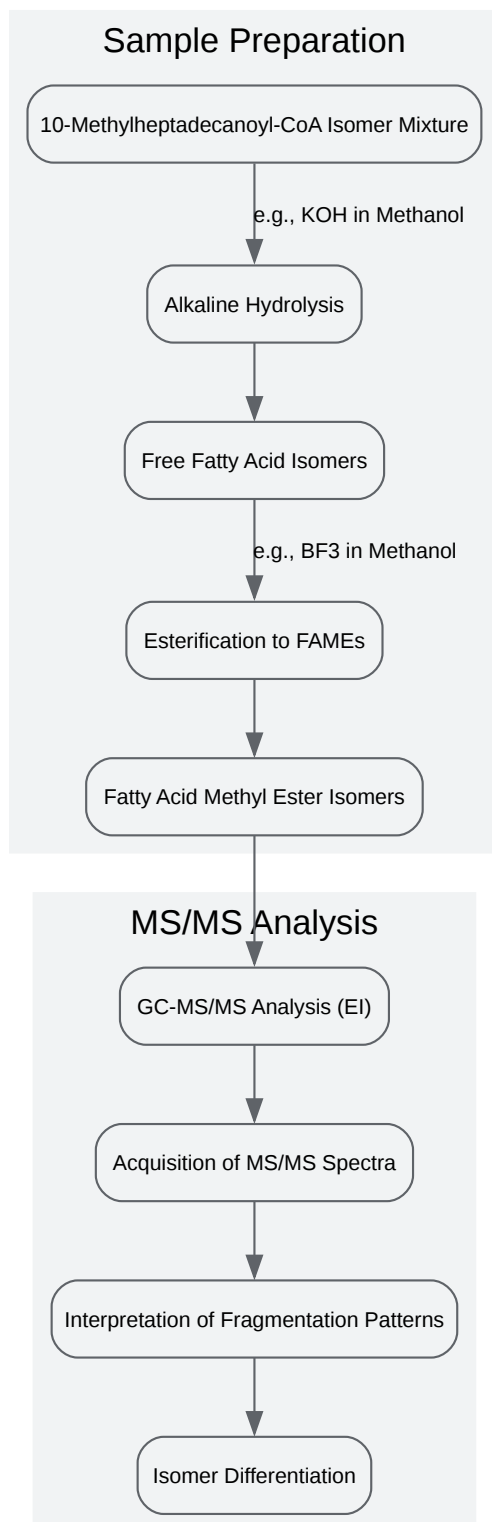 Sample Preparation
10-Methylheptadecanoyl-CoA Isomer Mixture
e.g., KOH in Methanol
Alkaline Hydrolysis
Free Fatty Acid Isomers
e.g., BF3 in Methanol
Esterification to FAMEs
Fatty Acid Methyl Ester Isomers
MS/MS Analysis
GC-MS/MS Analysis (EI)
Acquisition of MS/MS Spectra
Interpretation of Fragmentation Patterns
Isomer Differentiation